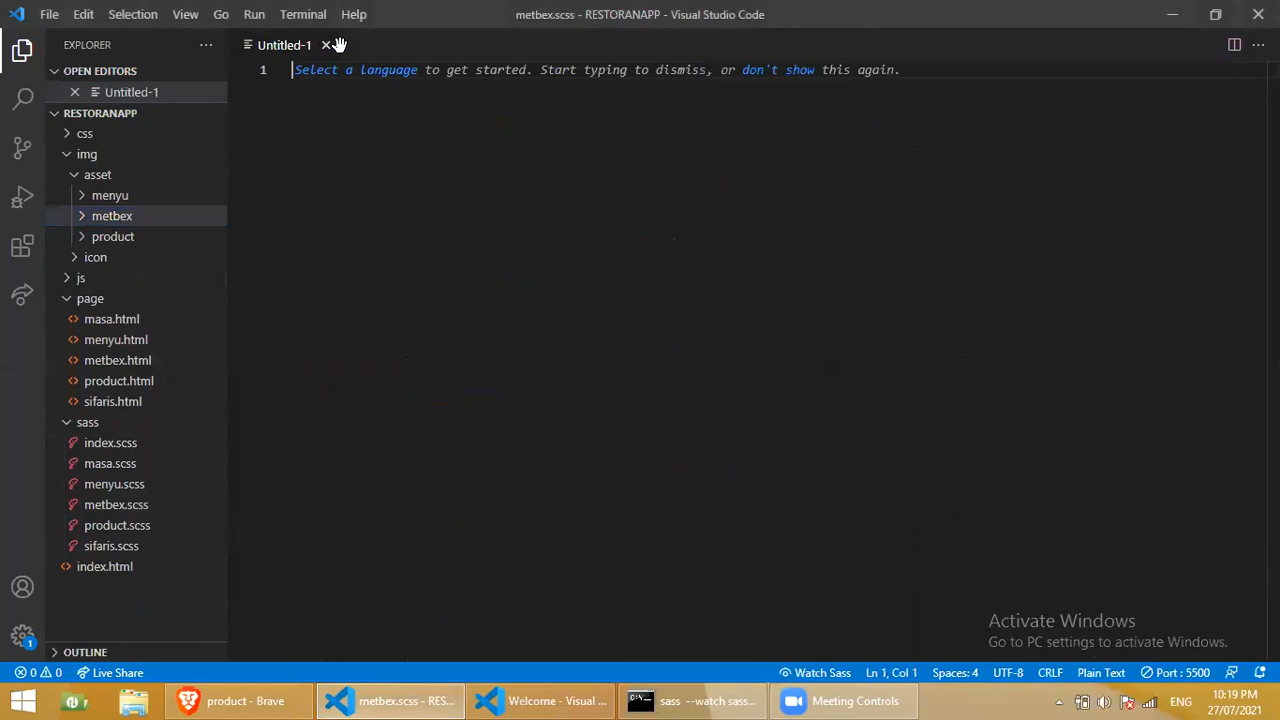 File Edit Selection View Go Run Terminal Help
metbex.scss - RESTORANAPP - Visual Studio Code
EXPLORER
Untitled-1
OPEN EDITORS
Untitled-1
1 Select a language to get started. Start typing to dismiss, or don't show this again.
RESTORANAPP
css
img
asset
menyu
metbex
product
icon
js
page
masa.html
menyu.html
metbex.html
product.html
sifaris.html
sass
index.scss
masa.scss
menyu.scss
metbex.scss
product.scss
sifaris.scss
index.html
OUTLINE
Activate Windows
Go to PC settings to activate Windows.
1
0 0 Live Share Watch Sass Ln 1, Col 1 Spaces: 4 UTF-8 CRLF Plain Text Port : 5500
product - Brave metbex.scss - RES... Welcome - Visual ... sass --watch sass... Meeting Controls ENG
10:19 PM
27/07/2021